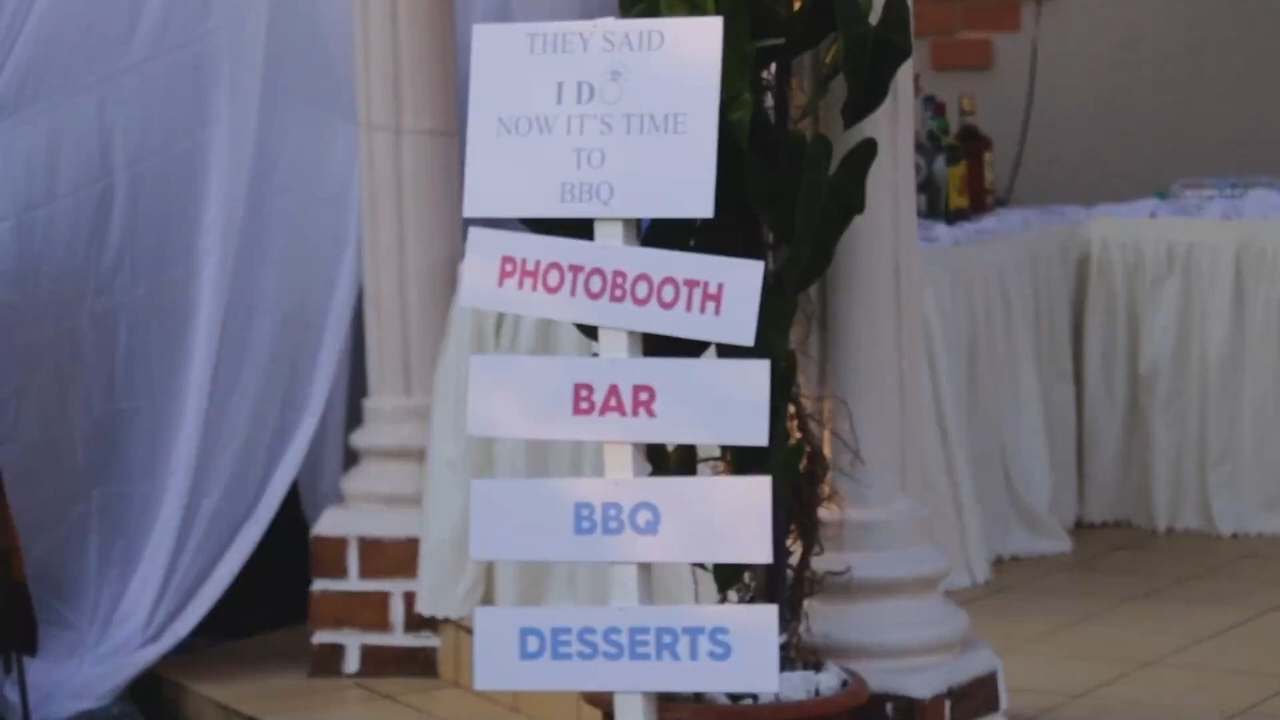 THEY SAID
I DO
NOW IT'S TIME
TO
BBQ
PHOTOBOOTH
BAR
BBQ
DESSERTS